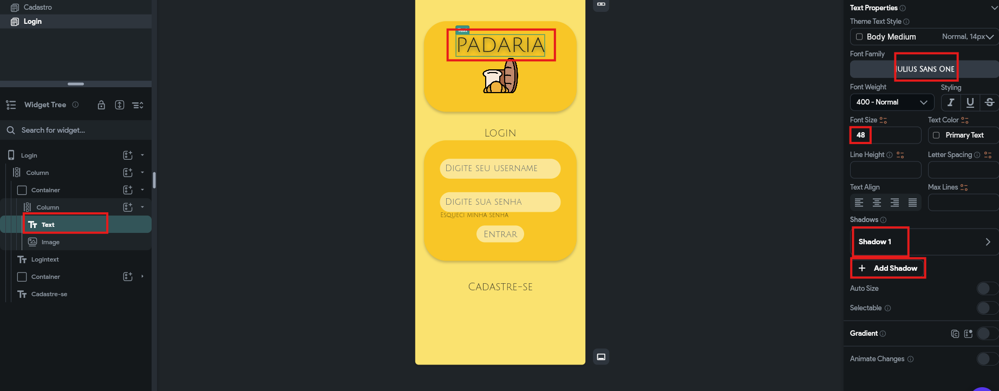 Cadastro
Login
Widget Tree
Search for widget...
Login
Column
Container
Column
Text
Image
Logintext
Container
Cadastre-se
Text
PADARIA
Login
Digite seu username
Digite sua senha
Esqueci minha senha
Entrar
Cadastre-se
Text Properties
Theme Text Style
Body Medium Normal, 14px
Font Family
Julius Sans One
Font Weight Styling
400 - Normal I U S
Font Size Text Color
48 Primary Text
Line Height Letter Spacing
Text Align Max Lines
Shadows
Shadow 1
+ Add Shadow
Auto Size
Selectable
Gradient
Animate Changes